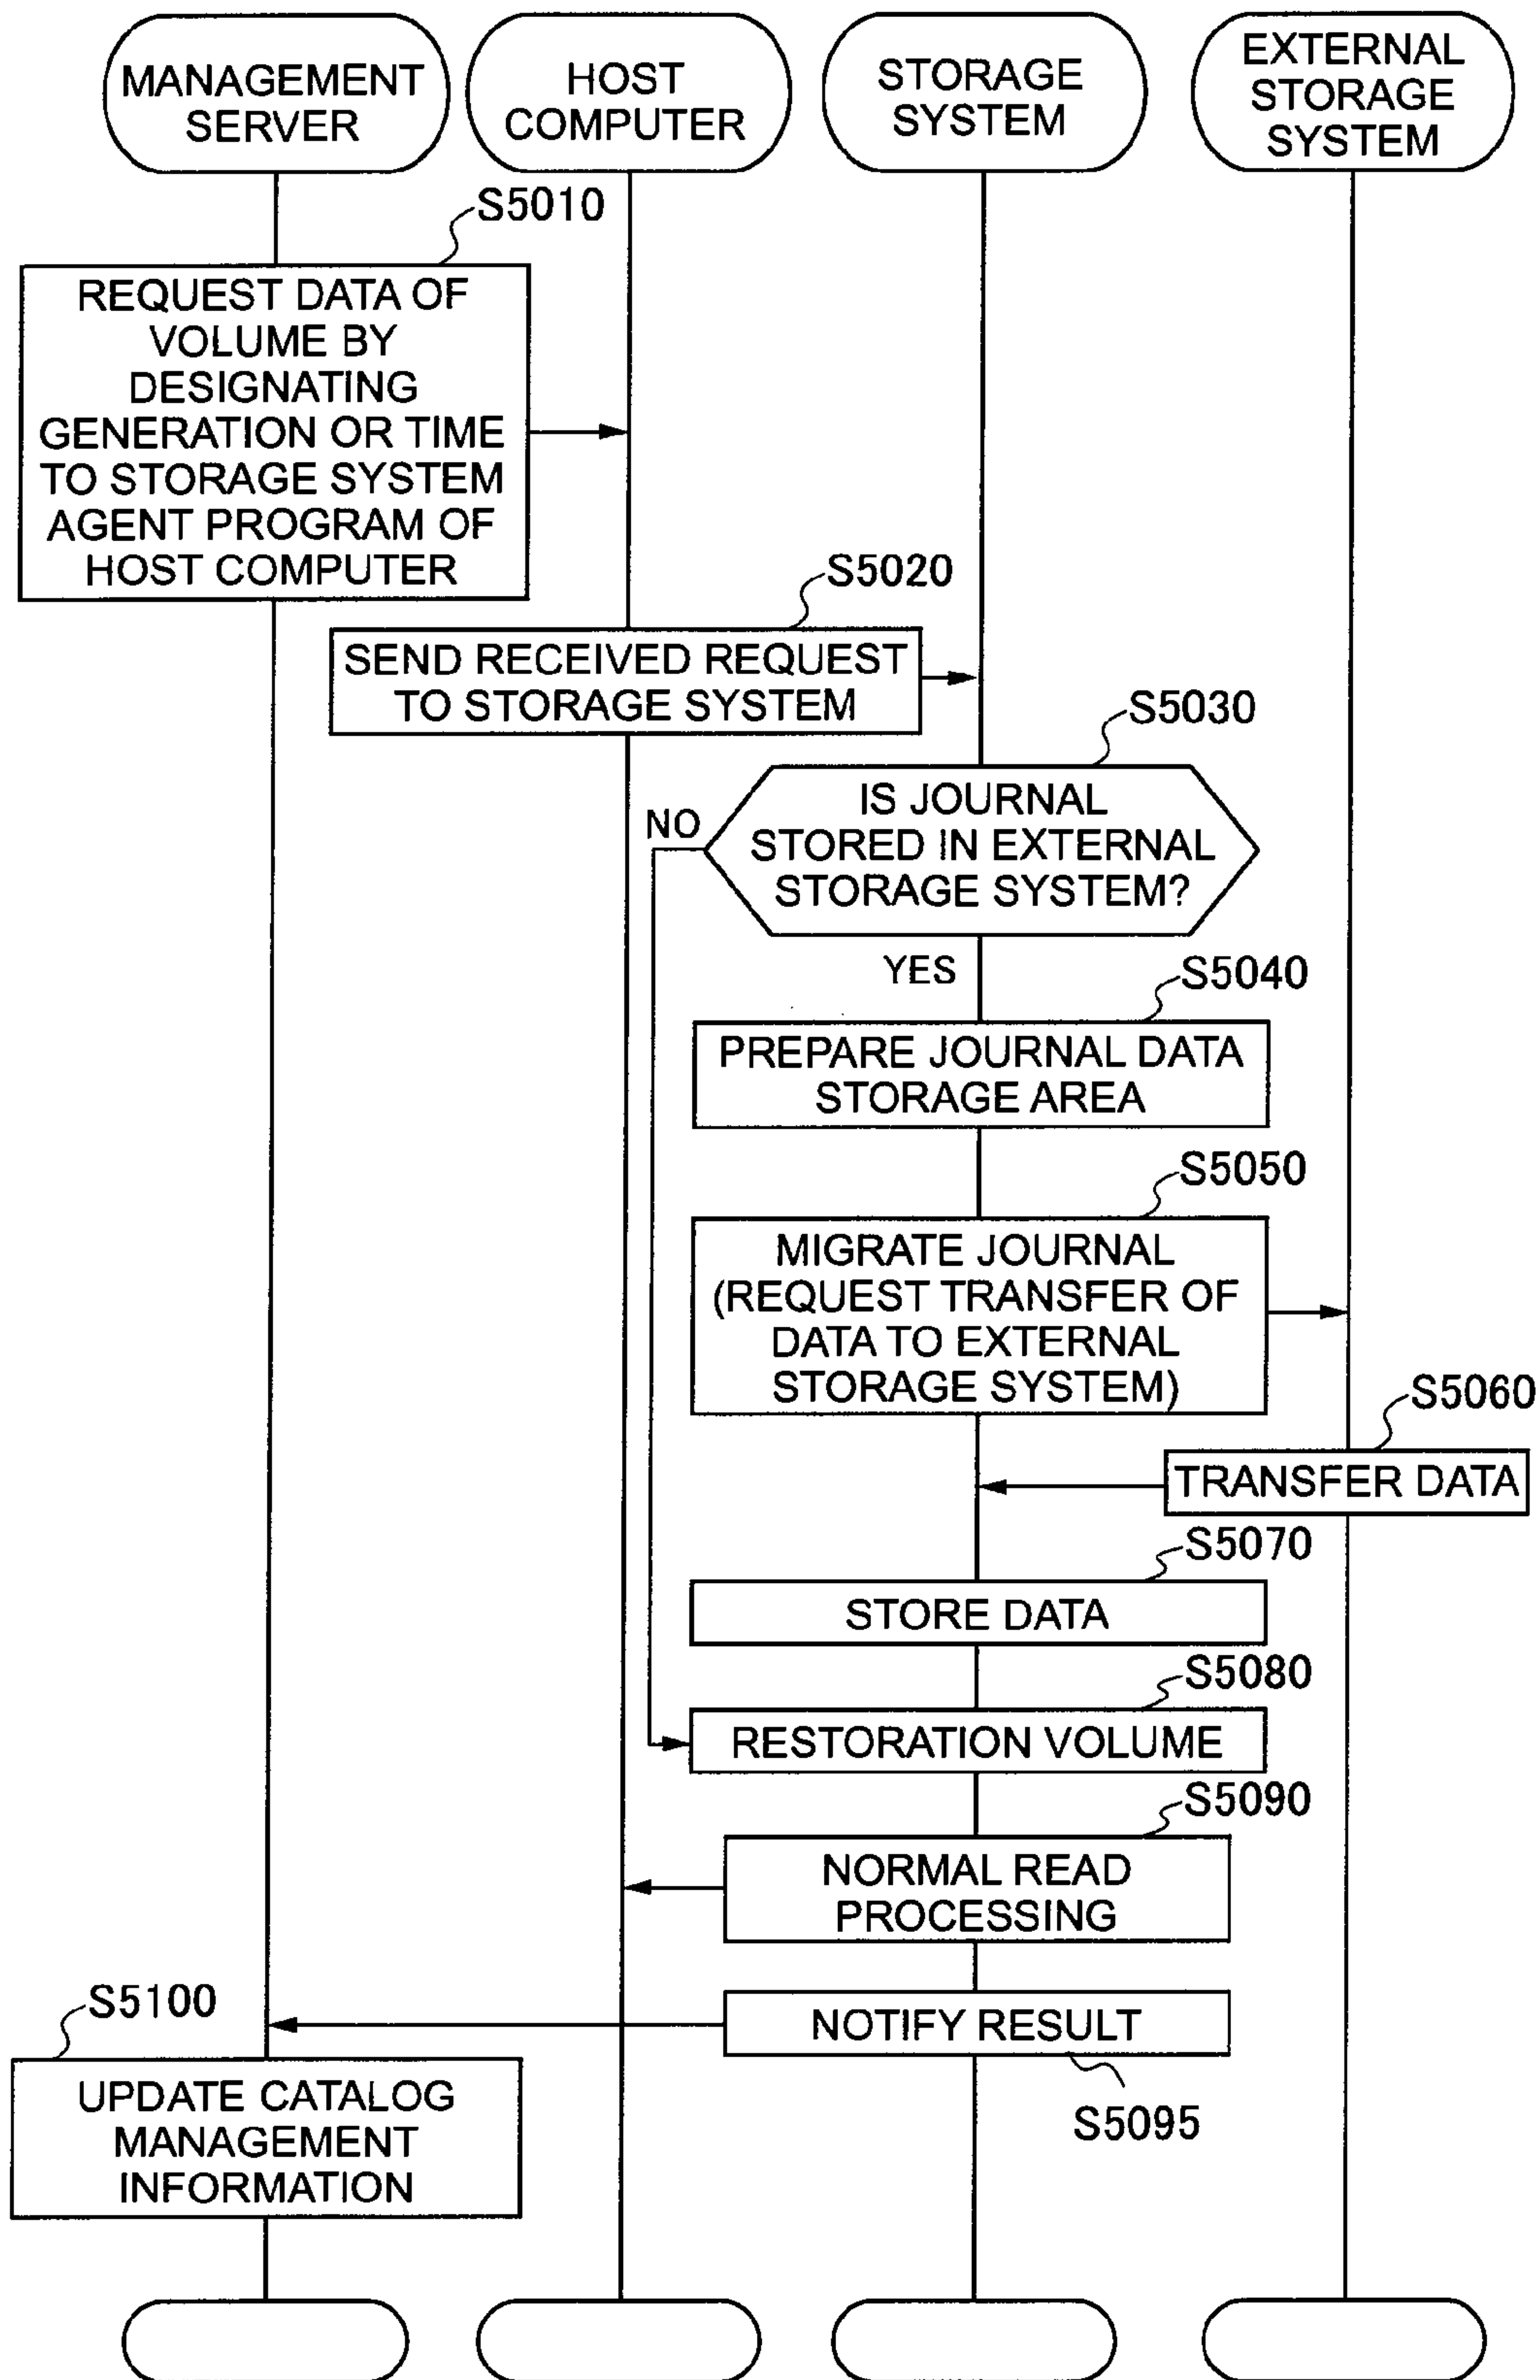 MANAGEMENT
SERVER
HOST
COMPUTER
STORAGE
SYSTEM
EXTERNAL
STORAGE
SYSTEM
S5010
REQUEST DATA OF
VOLUME BY
DESIGNATING
GENERATION OR TIME
TO STORAGE SYSTEM
AGENT PROGRAM OF
HOST COMPUTER
S5020
SEND RECEIVED REQUEST
TO STORAGE SYSTEM
S5030
IS JOURNAL
STORED IN EXTERNAL
STORAGE SYSTEM?
NO
YES
S5040
PREPARE JOURNAL DATA
STORAGE AREA
S5050
MIGRATE JOURNAL
(REQUEST TRANSFER OF
DATA TO EXTERNAL
STORAGE SYSTEM)
S5060
TRANSFER DATA
S5070
STORE DATA
S5080
RESTORATION VOLUME
S5090
NORMAL READ
PROCESSING
NOTIFY RESULT
S5095
S5100
UPDATE CATALOG
MANAGEMENT
INFORMATION